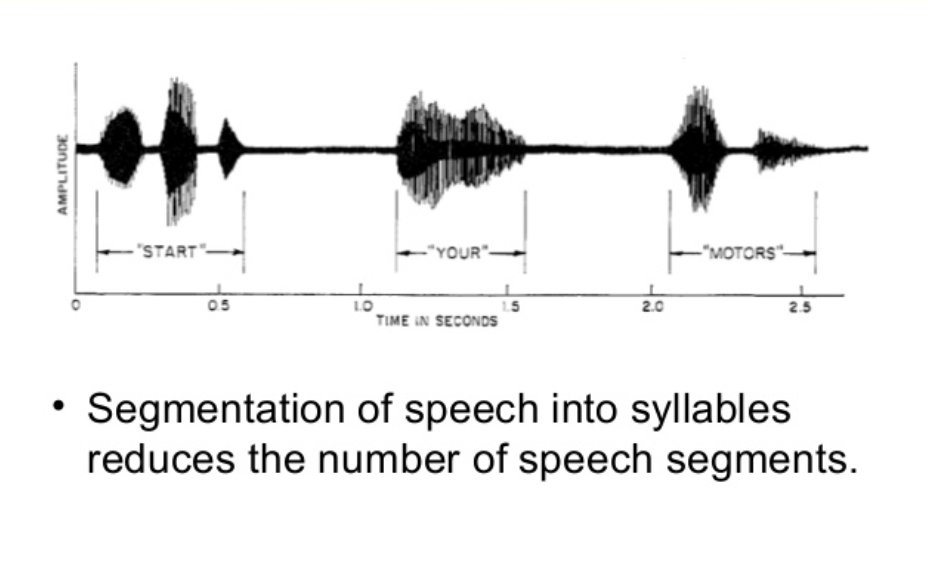 AMPLITUDE
"START" "YOUR" "MOTORS"
0 0.5 1.0 1.5 2.0 2.5
TIME IN SECONDS
• Segmentation of speech into syllables
reduces the number of speech segments.